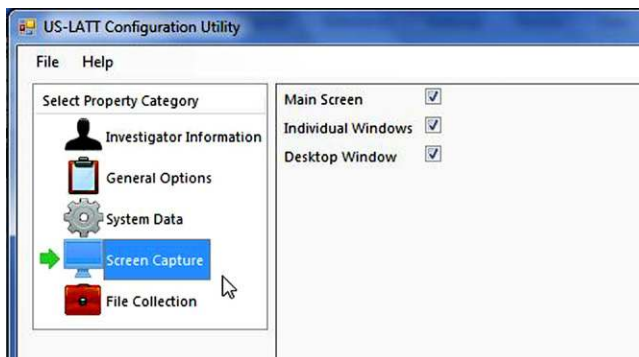 US-LATT Configuration Utility
File Help
Select Property Category
Investigator Information
General Options
System Data
Screen Capture
File Collection
Main Screen
Individual Windows
Desktop Window